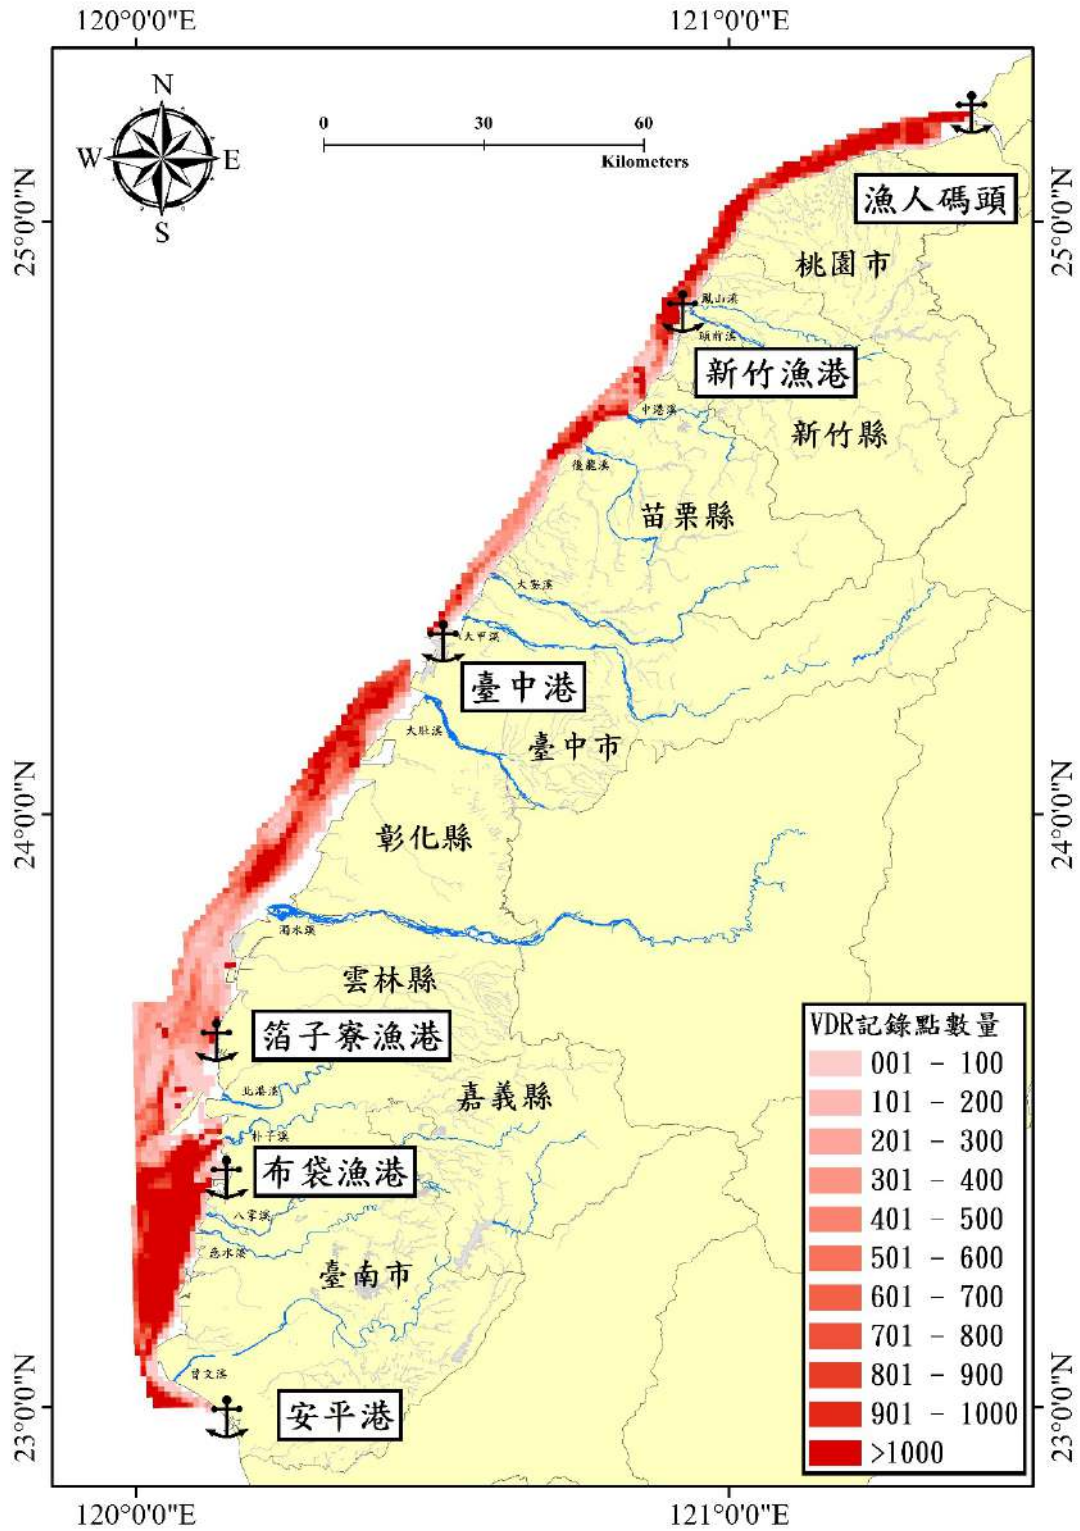 120°0'0"E
121°0'0"E
N
W
E
S
0
30
60
Kilometers
漁人碼頭
25°0'0"N
25°0'0"N
桃園市
鳳山溪
頭前溪
新竹漁港
中港溪
新竹縣
後龍溪
苗栗縣
大安溪
大甲溪
臺中港
大肚溪
臺中市
24°0'0"N
24°0'0"N
彰化縣
濁水溪
雲林縣
箔子寮漁港
北港溪
嘉義縣
朴子溪
布袋漁港
八掌溪
急水溪
臺南市
曾文溪
安平港
23°0'0"N
23°0'0"N
VDR記錄點數量
001 - 100
101 - 200
201 - 300
301 - 400
401 - 500
501 - 600
601 - 700
701 - 800
801 - 900
901 - 1000
>1000
120°0'0"E
121°0'0"E